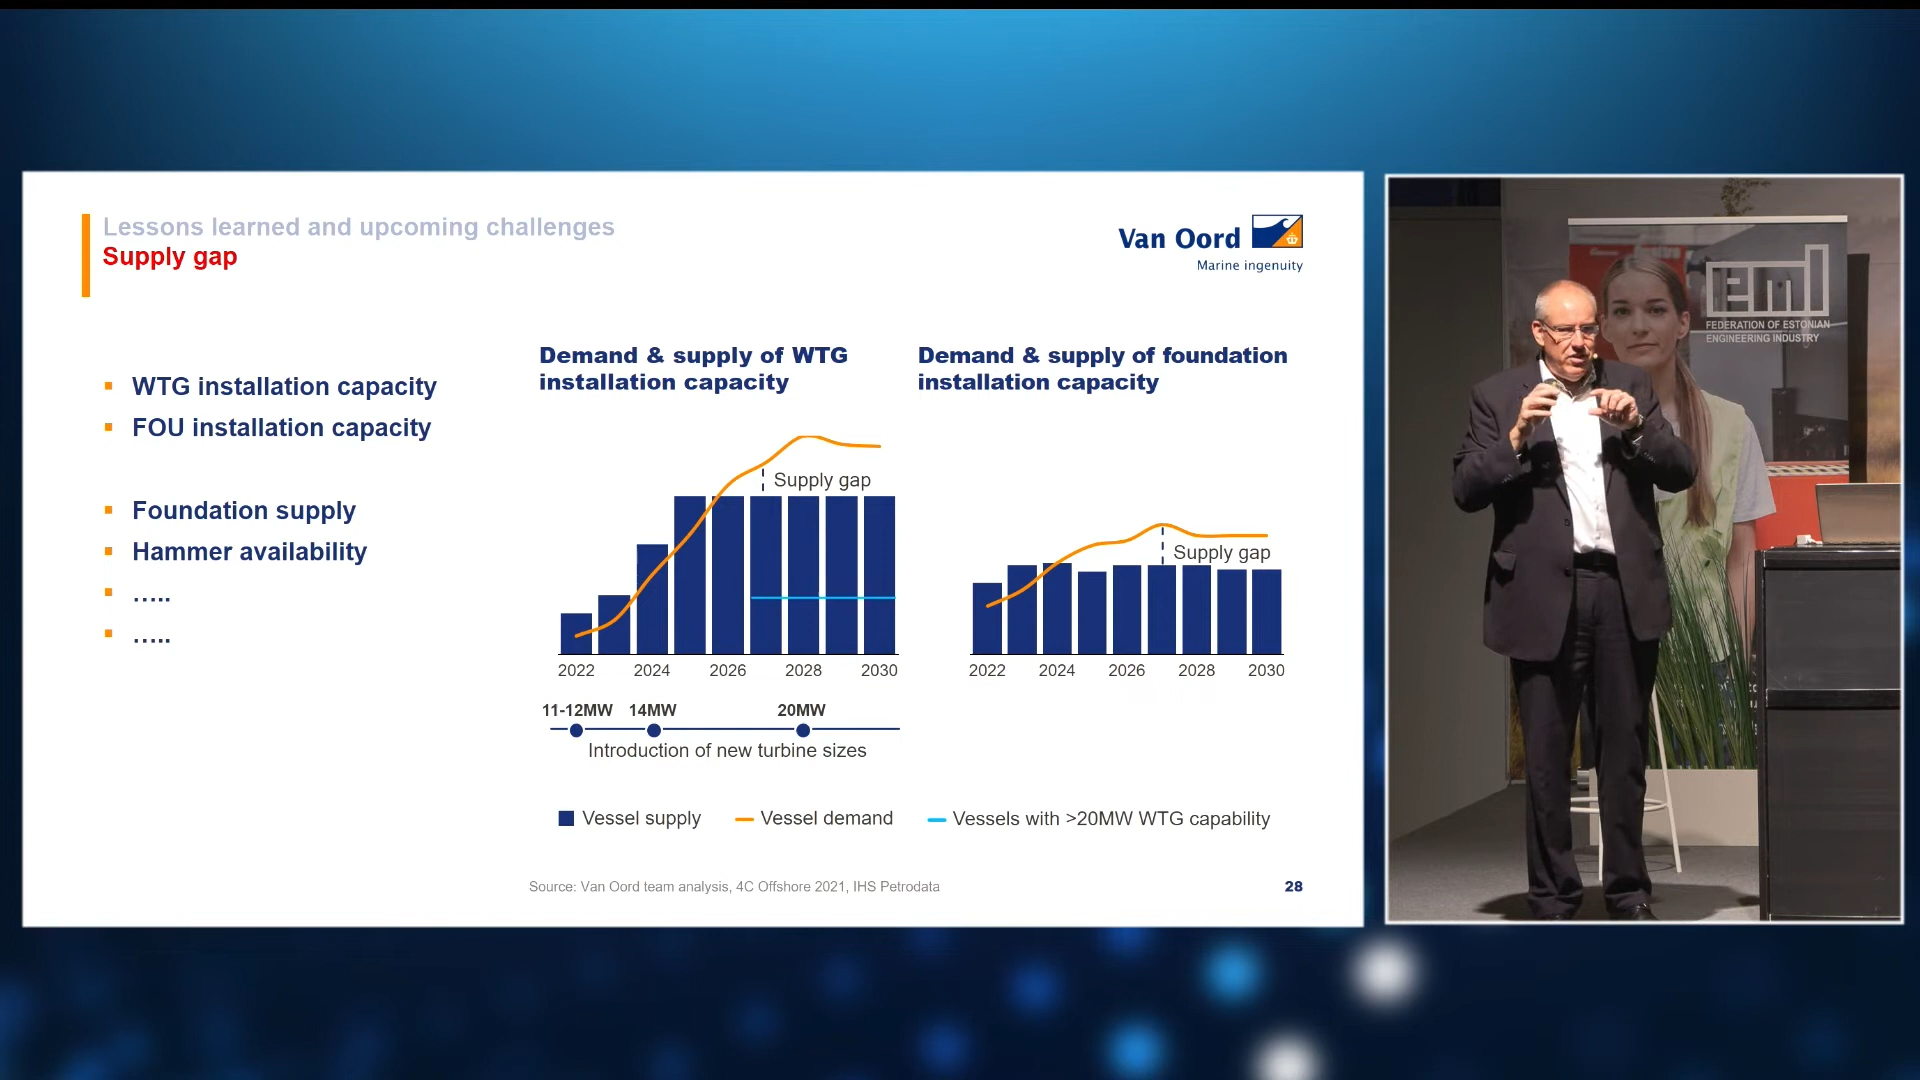 Lessons learned and upcoming challenges
Supply gap
Van Oord
Marine ingenuity
WTG installation capacity
FOU installation capacity
Foundation supply
Hammer availability
.....
.....
Demand & supply of WTG
installation capacity
Supply gap
2022 2024 2026 2028 2030
11-12MW 14MW 20MW
Introduction of new turbine sizes
Demand & supply of foundation
installation capacity
Supply gap
2022 2024 2026 2028 2030
Vessel supply Vessel demand Vessels with >20MW WTG capability
Source: Van Oord team analysis, 4C Offshore 2021, IHS Petrodata
28
eml
FEDERATION OF ESTONIAN
ENGINEERING INDUSTRY